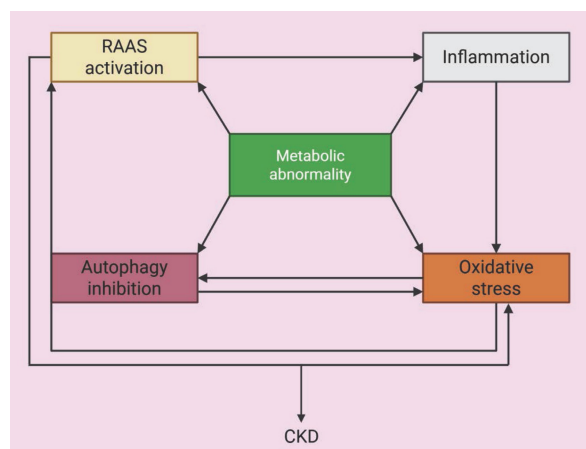 RAAS
activation
Inflammation
Metabolic
abnormality
Autophagy
inhibition
Oxidative
stress
CKD